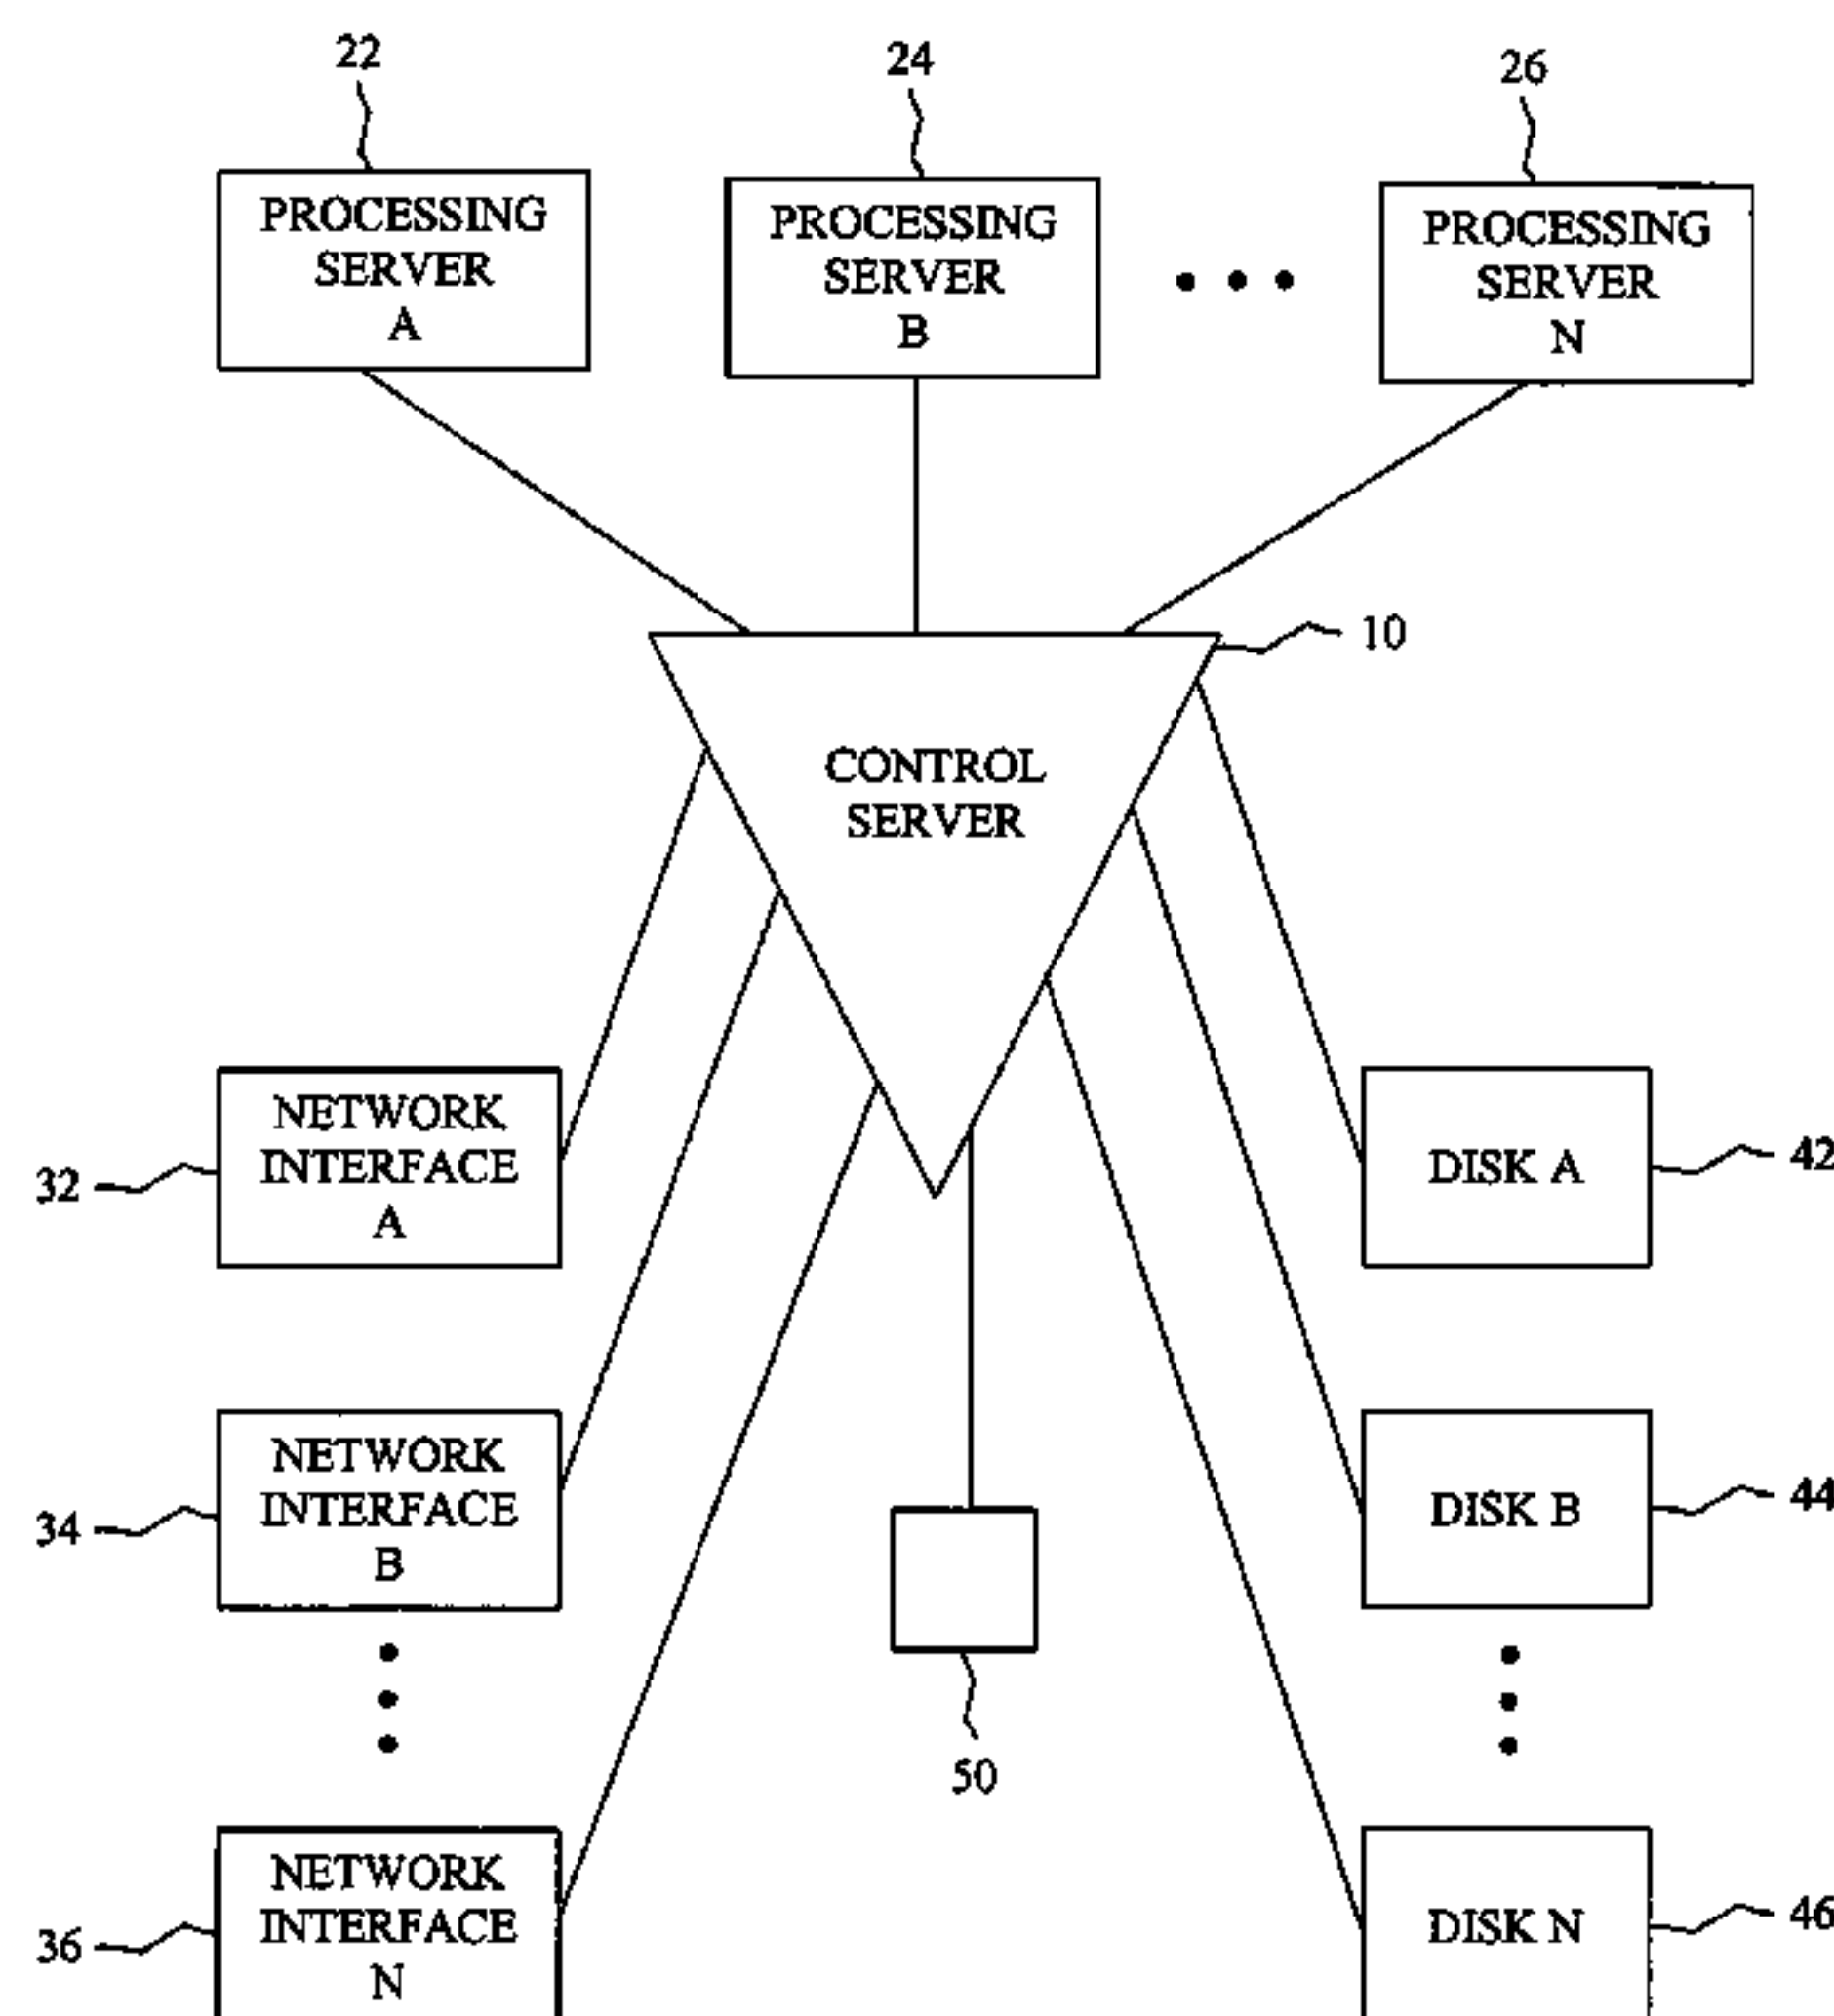 22
24
26
PROCESSING
SERVER
A
PROCESSING
SERVER
B
PROCESSING
SERVER
N
10
CONTROL
SERVER
NETWORK
INTERFACE
A
32
DISK A
42
NETWORK
INTERFACE
B
34
DISK B
44
50
NETWORK
INTERFACE
N
36
DISK N
46